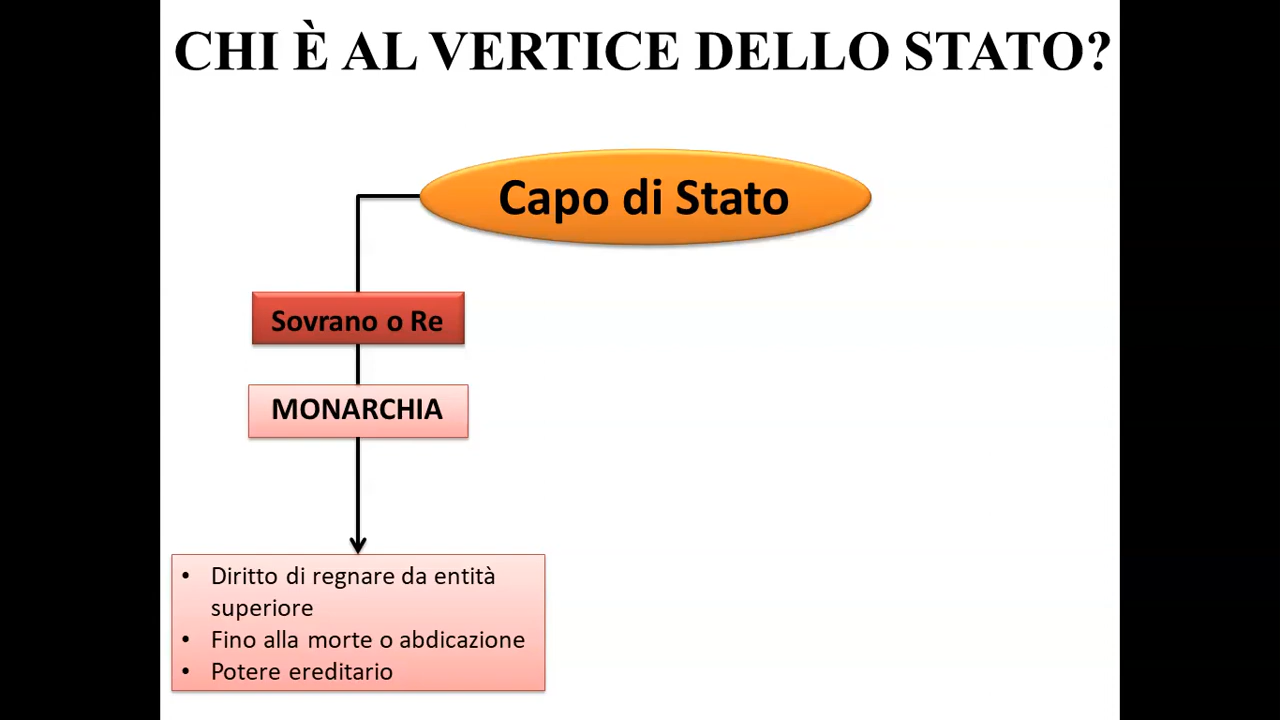 CHI È AL VERTICE DELLO STATO?
Capo di Stato
Sovrano o Re
MONARCHIA
• Diritto di regnare da entità
superiore
• Fino alla morte o abdicazione
• Potere ereditario